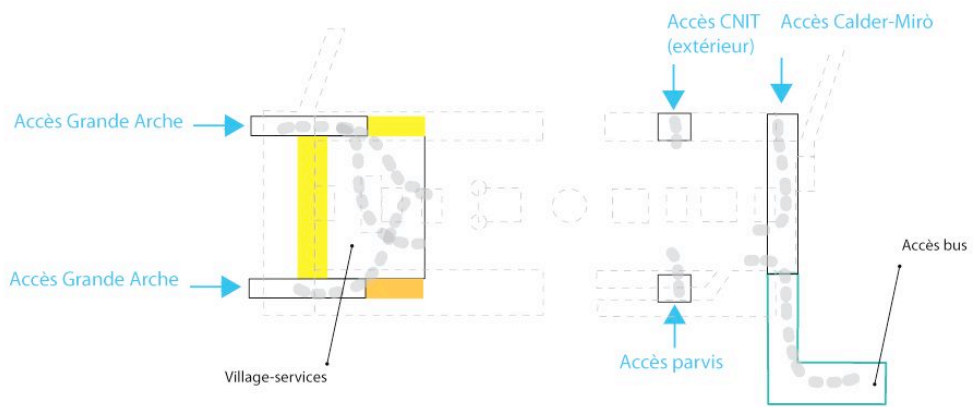 Accès CNIT
(extérieur)
Accès Calder-Mirò
Accès Grande Arche
Accès bus
Accès Grande Arche
Accès parvis
Village-services